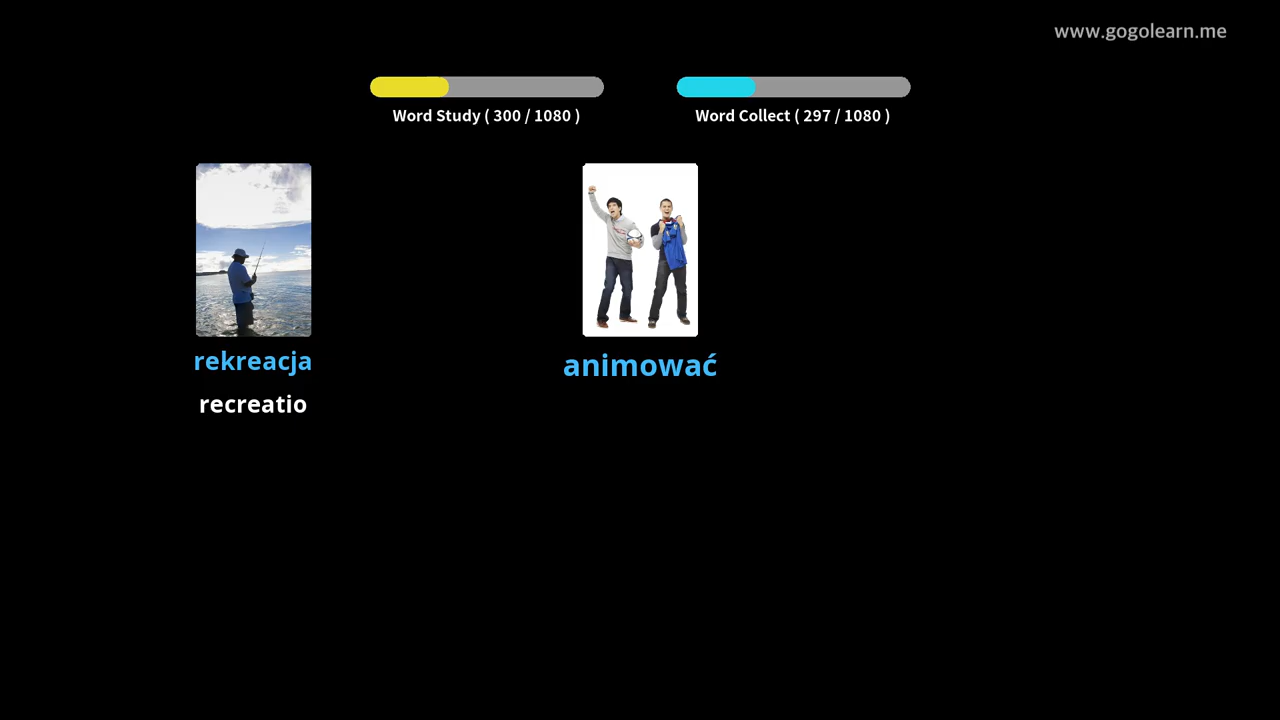 www.gogolearn.me
Word Study ( 300 / 1080 )
Word Collect ( 297 / 1080 )
rekreacja
recreatio
animować